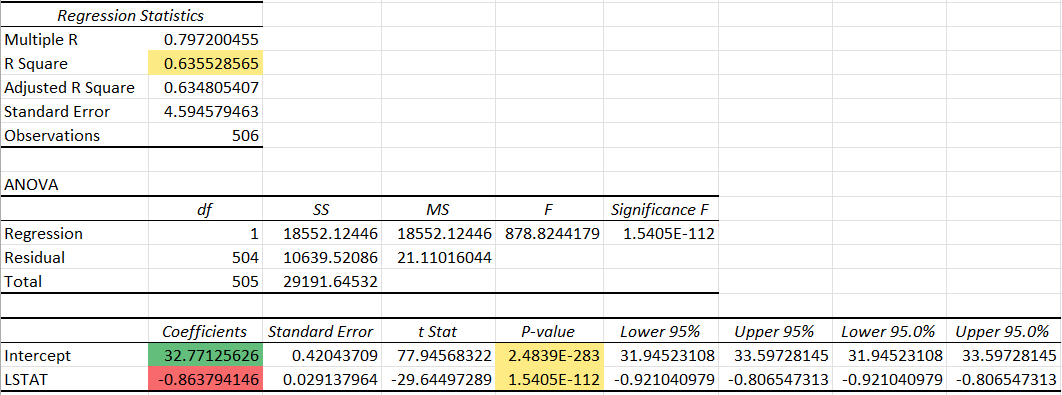 Regression Statistics
Multiple R 0.797200455
R Square 0.635528565
Adjusted R Square 0.634805407
Standard Error 4.594579463
Observations 506
ANOVA
df SS MS F Significance F
Regression 1 18552.12446 18552.12446 878.8244179 1.5405E-112
Residual 504 10639.52086 21.11016044
Total 505 29191.64532
Coefficients Standard Error t Stat P-value Lower 95% Upper 95% Lower 95.0% Upper 95.0%
Intercept 32.77125626 0.42043709 77.94568322 2.4839E-283 31.94523108 33.59728145 31.94523108 33.59728145
LSTAT -0.863794146 0.029137964 -29.64497289 1.5405E-112 -0.921040979 -0.806547313 -0.921040979 -0.806547313